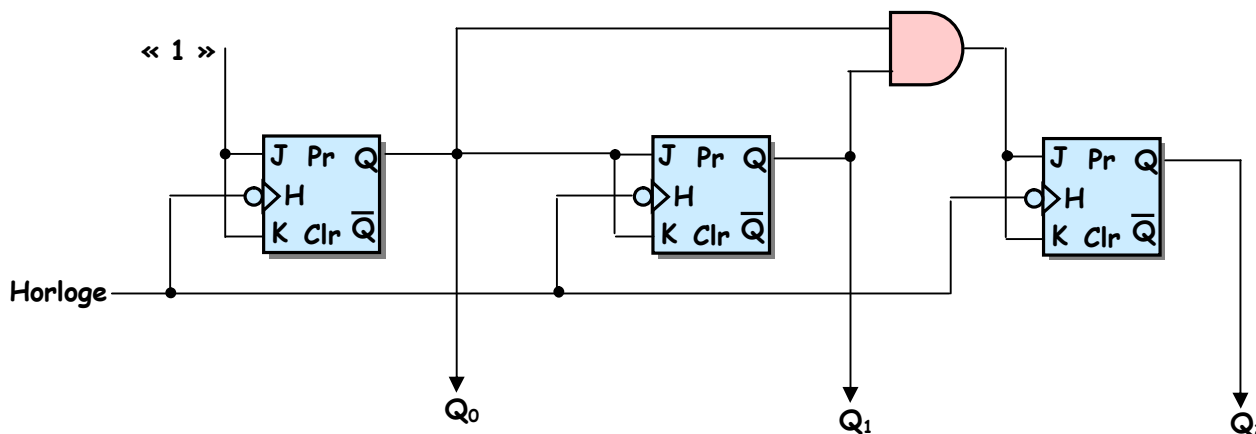 « 1 »
J Pr Q
H
K Clr Q̅
J Pr Q
H
K Clr Q̅
J Pr Q
H
K Clr Q̅
Horloge
Q₀
Q₁
Q